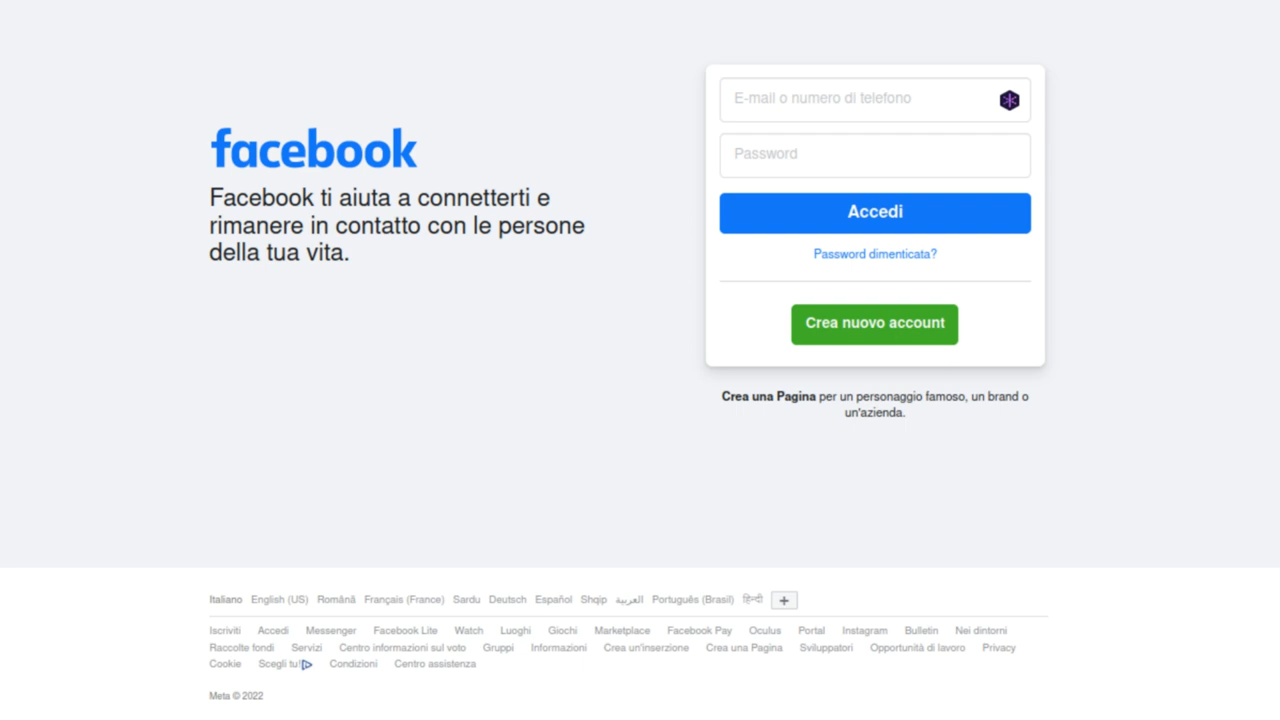 facebook
Facebook ti aiuta a connetterti e
rimanere in contatto con le persone
della tua vita.
E-mail o numero di telefono
Password
Accedi
Password dimenticata?
Crea nuovo account
Crea una Pagina per un personaggio famoso, un brand o
un'azienda.
Italiano English (US) Română Français (France) Sardu Deutsch Español Shqip العربية Português (Brasil) हिन्दी +
Iscriviti Accedi Messenger Facebook Lite Watch Luoghi Giochi Marketplace Facebook Pay Oculus Portal Instagram Bulletin Nei dintorni
Raccolte fondi Servizi Centro informazioni sul voto Gruppi Informazioni Crea un'inserzione Crea una Pagina Sviluppatori Opportunità di lavoro Privacy
Cookie Scegli tu! Condizioni Centro assistenza
Meta © 2022